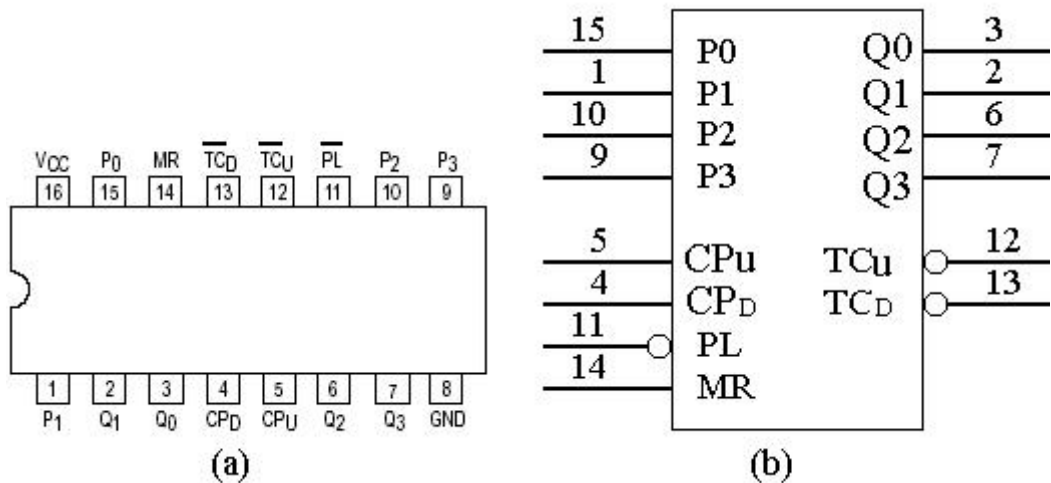 VCC P0 MR TCD TCU PL P2 P3
16 15 14 13 12 11 10 9
1 2 3 4 5 6 7 8
P1 Q1 Q0 CPD CPU Q2 Q3 GND
(a)
15 P0 Q0 3
1 P1 Q1 2
10 P2 Q2 6
9 P3 Q3 7
5 CPU TCU 12
4 CPD TCD 13
11 PL
14 MR
(b)